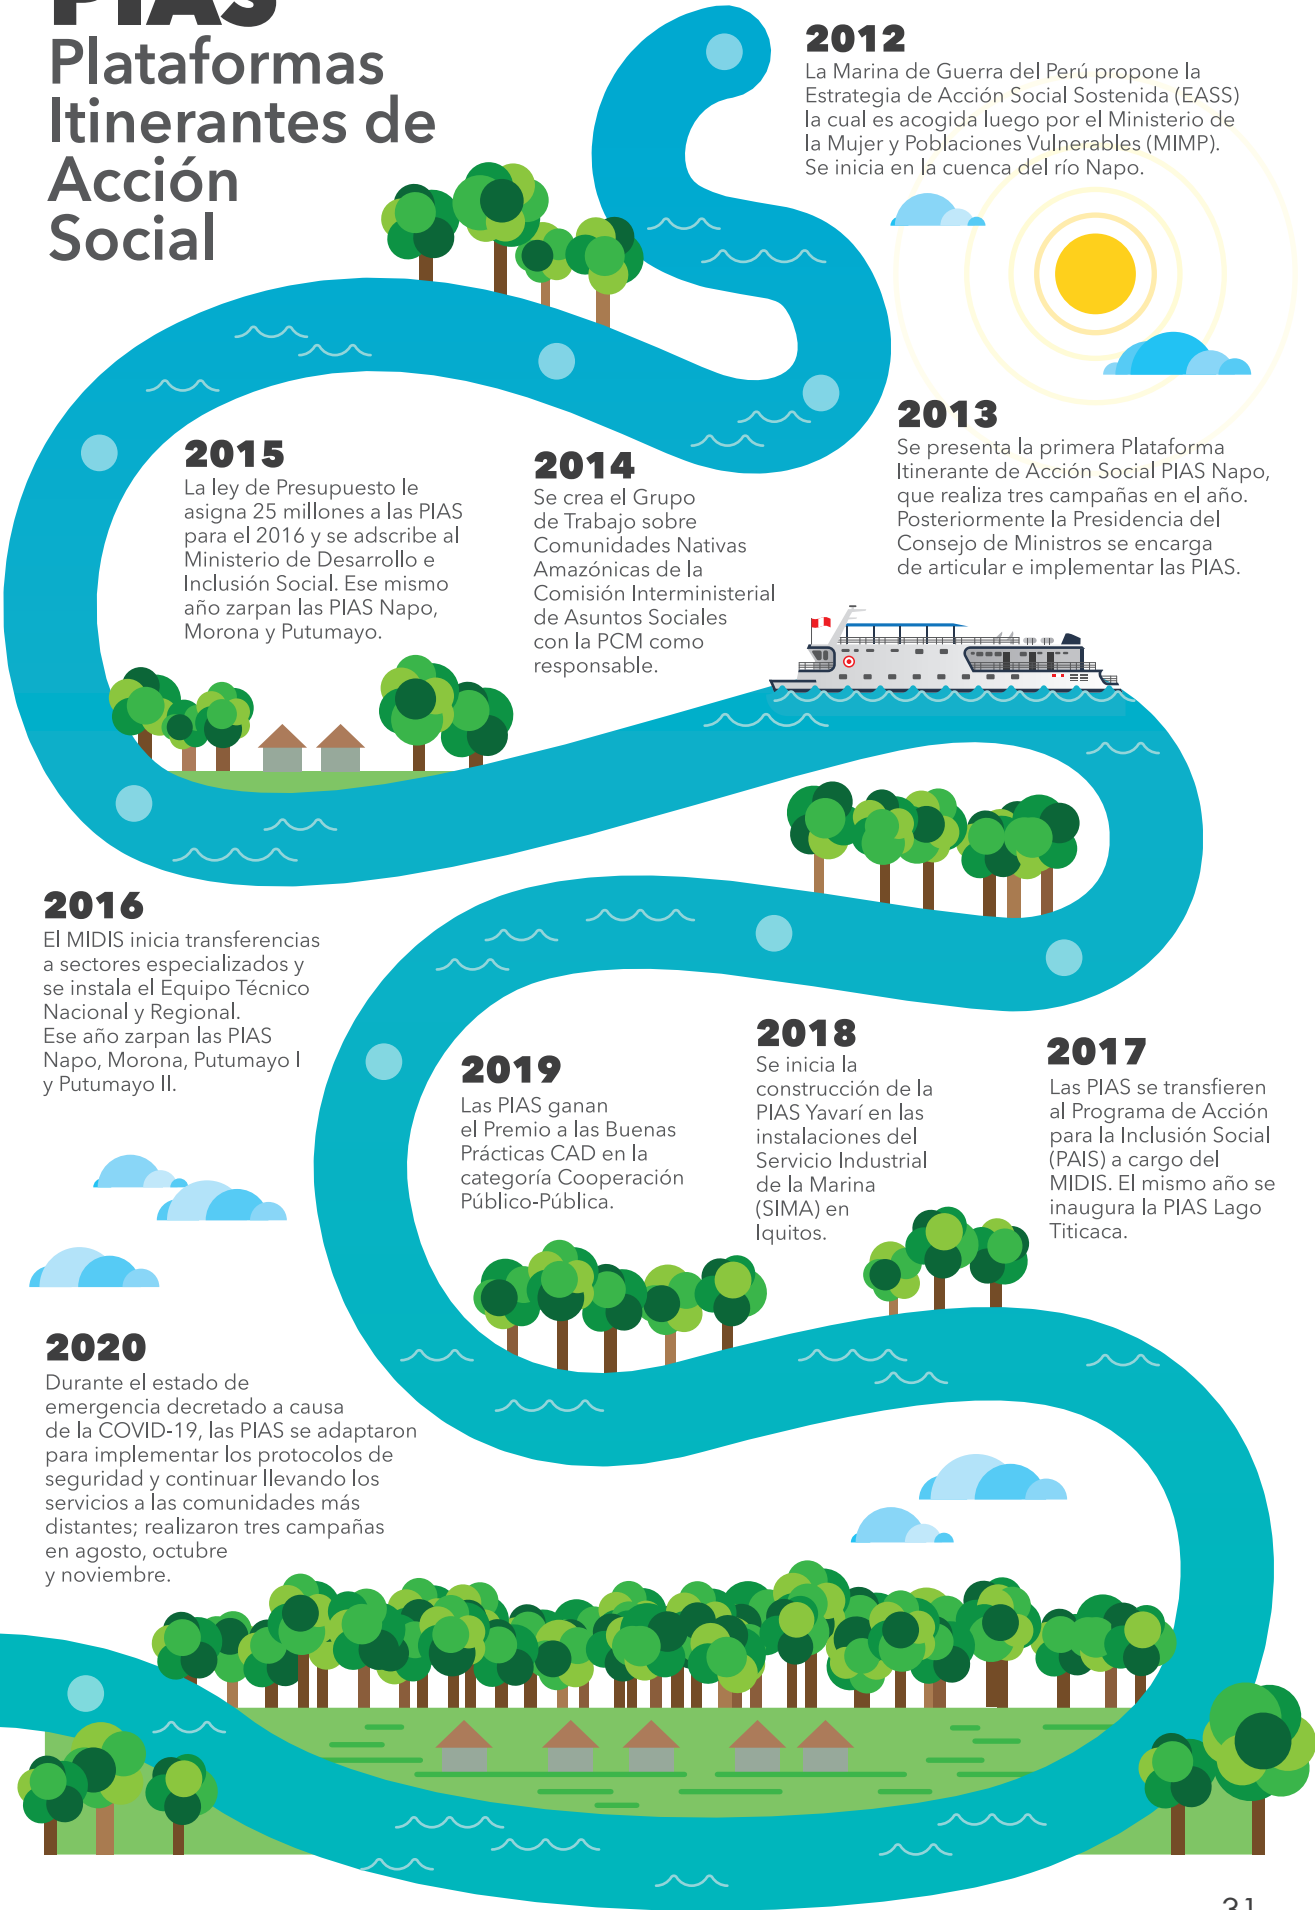 PIAS
Plataformas
Itinerantes de
Acción
Social
2012
La Marina de Guerra del Perú propone la
Estrategia de Acción Social Sostenida (EASS)
la cual es acogida luego por el Ministerio de
la Mujer y Poblaciones Vulnerables (MIMP).
Se inicia en la cuenca del río Napo.
2013
Se presenta la primera Plataforma
Itinerante de Acción Social PIAS Napo,
que realiza tres campañas en el año.
Posteriormente la Presidencia del
Consejo de Ministros se encarga
de articular e implementar las PIAS.
2014
Se crea el Grupo
de Trabajo sobre
Comunidades Nativas
Amazónicas de la
Comisión Interministerial
de Asuntos Sociales
con la PCM como
responsable.
2015
La ley de Presupuesto le
asigna 25 millones a las PIAS
para el 2016 y se adscribe al
Ministerio de Desarrollo e
Inclusión Social. Ese mismo
año zarpan las PIAS Napo,
Morona y Putumayo.
2016
El MIDIS inicia transferencias
a sectores especializados y
se instala el Equipo Técnico
Nacional y Regional.
Ese año zarpan las PIAS
Napo, Morona, Putumayo I
y Putumayo II.
2017
Las PIAS se transfieren
al Programa de Acción
para la Inclusión Social
(PAIS) a cargo del
MIDIS. El mismo año se
inaugura la PIAS Lago
Titicaca.
2018
Se inicia la
construcción de la
PIAS Yavarí en las
instalaciones del
Servicio Industrial
de la Marina
(SIMA) en
Iquitos.
2019
Las PIAS ganan
el Premio a las Buenas
Prácticas CAD en la
categoría Cooperación
Público-Pública.
2020
Durante el estado de
emergencia decretado a causa
de la COVID-19, las PIAS se adaptaron
para implementar los protocolos de
seguridad y continuar llevando los
servicios a las comunidades más
distantes; realizaron tres campañas
en agosto, octubre
y noviembre.
31